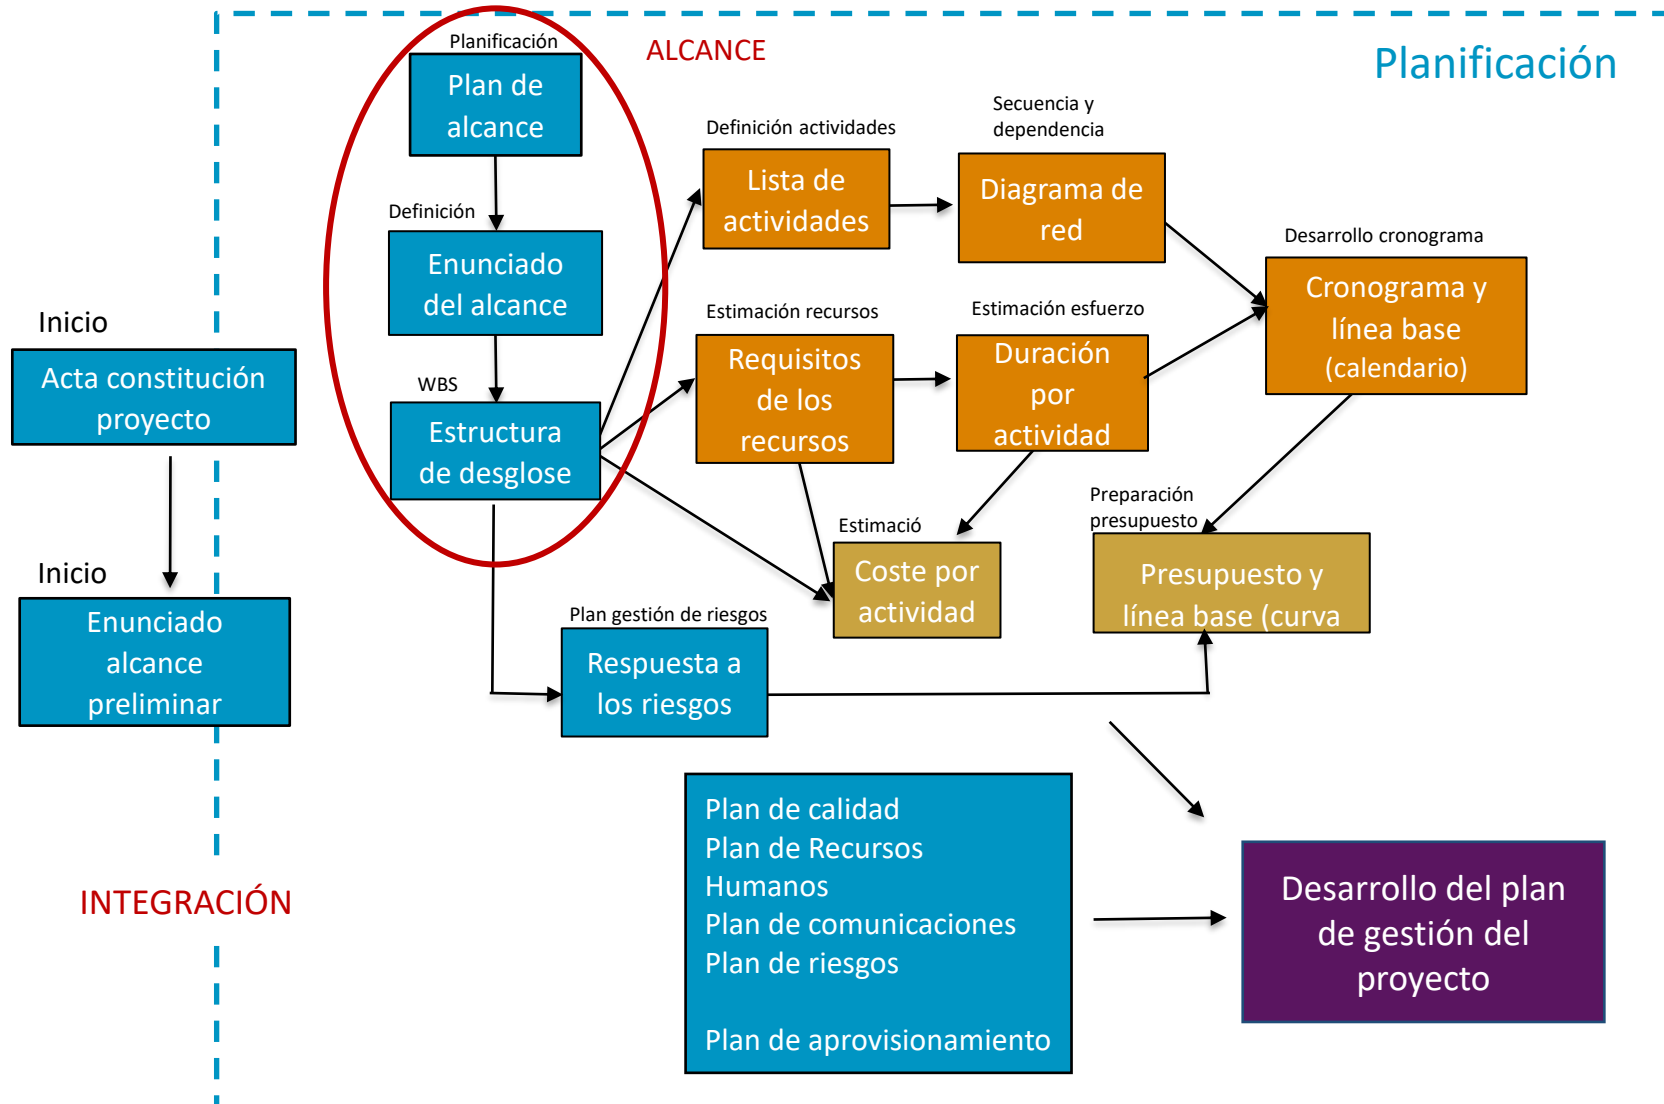 Planificación
ALCANCE
Planificación
Plan de
alcance
Definición
Enunciado
del alcance
WBS
Estructura
de desglose
Inicio
Acta constitución
proyecto
Inicio
Enunciado
alcance
preliminar
INTEGRACIÓN
Definición actividades
Lista de
actividades
Secuencia y
dependencia
Diagrama de
red
Estimación recursos
Requisitos
de los
recursos
Estimación esfuerzo
Duración
por
actividad
Desarrollo cronograma
Cronograma y
línea base
(calendario)
Estimació
Coste por
actividad
Preparación
presupuesto
Presupuesto y
línea base (curva
Plan gestión de riesgos
Respuesta a
los riesgos
Plan de calidad
Plan de Recursos
Humanos
Plan de comunicaciones
Plan de riesgos
Plan de aprovisionamiento
Desarrollo del plan
de gestión del
proyecto